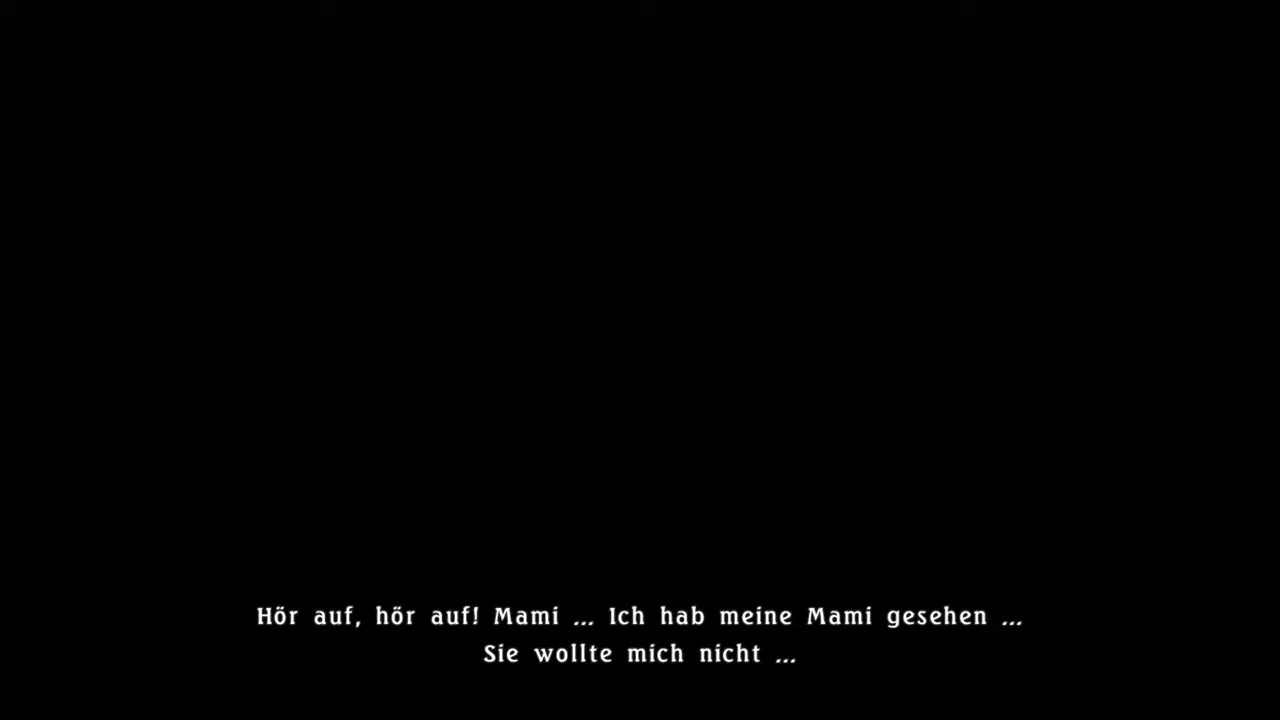 Hör auf, hör auf! Mami ... Ich hab meine Mami gesehen ...
Sie wollte mich nicht ...